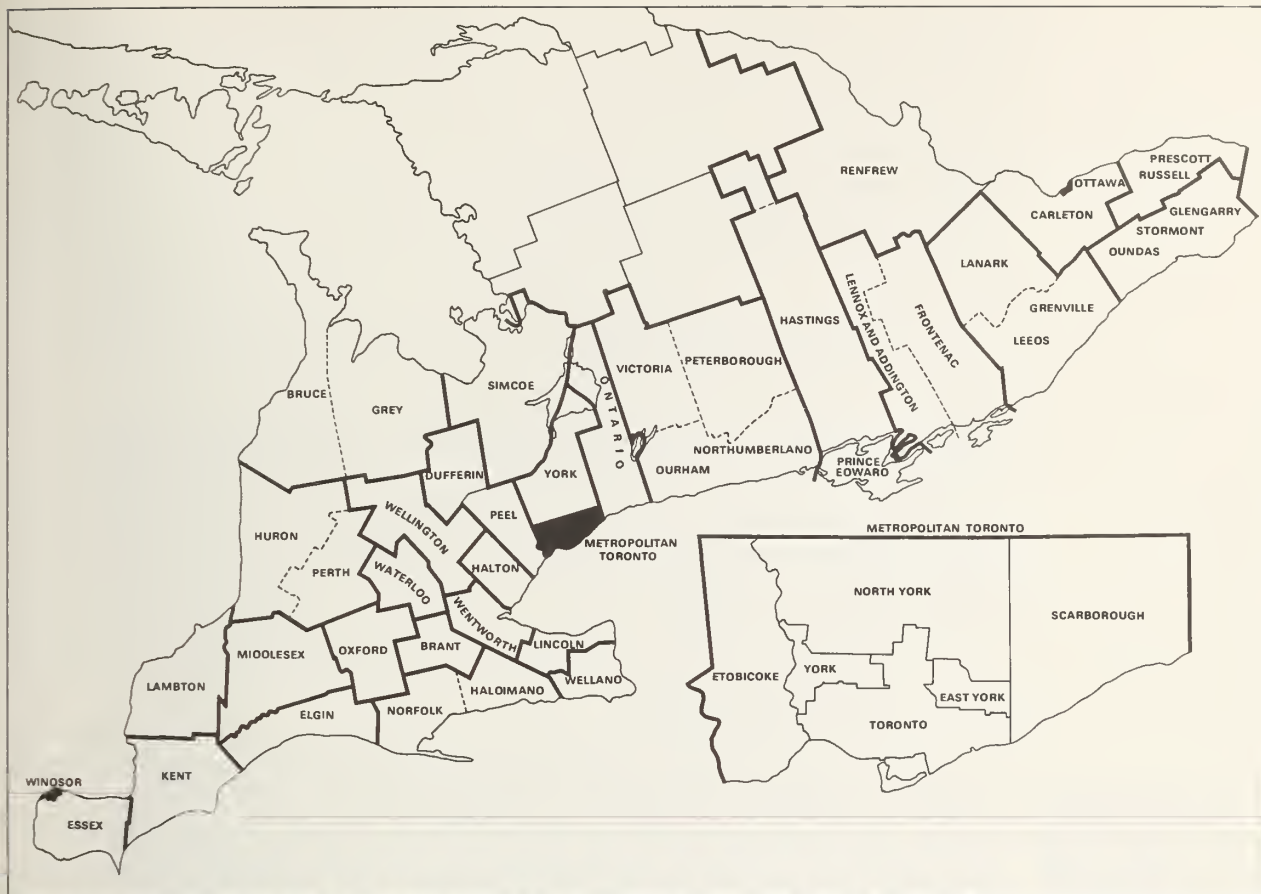 RENFREW
PRESCOTT
RUSSELL
OTTAWA
CARLETON
GLENGARRY
STORMONT
OUNDAS
LANARK
GRENVILLE
LEEOS
FRONTENAC
LENNOX AND ADDINGTON
HASTINGS
PRINCE
EOWARO
PETERBOROUGH
VICTORIA
NORTHUMBERLANO
OURHAM
ONTARIO
SIMCOE
YORK
BRUCE
GREY
DUFFERIN
PEEL
WELLINGTON
HURON
PERTH
WATERLOO
HALTON
METROPOLITAN
TORONTO
WENTWORTH
LINCOLN
WELLANO
MIOOLESEX
OXFORD
BRANT
HALOIMANO
NORFOLK
LAMBTON
ELGIN
KENT
WINOSOR
ESSEX
METROPOLITAN TORONTO
NORTH YORK
SCARBOROUGH
ETOBICOKE
YORK
EAST YORK
TORONTO